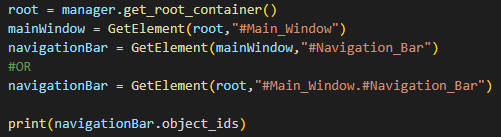 root = manager.get_root_container()
mainWindow = GetElement(root,"#Main_Window")
navigationBar = GetElement(mainWindow,"#Navigation_Bar")
#OR
navigationBar = GetElement(root,"#Main_Window.#Navigation_Bar")
print(navigationBar.object_ids)